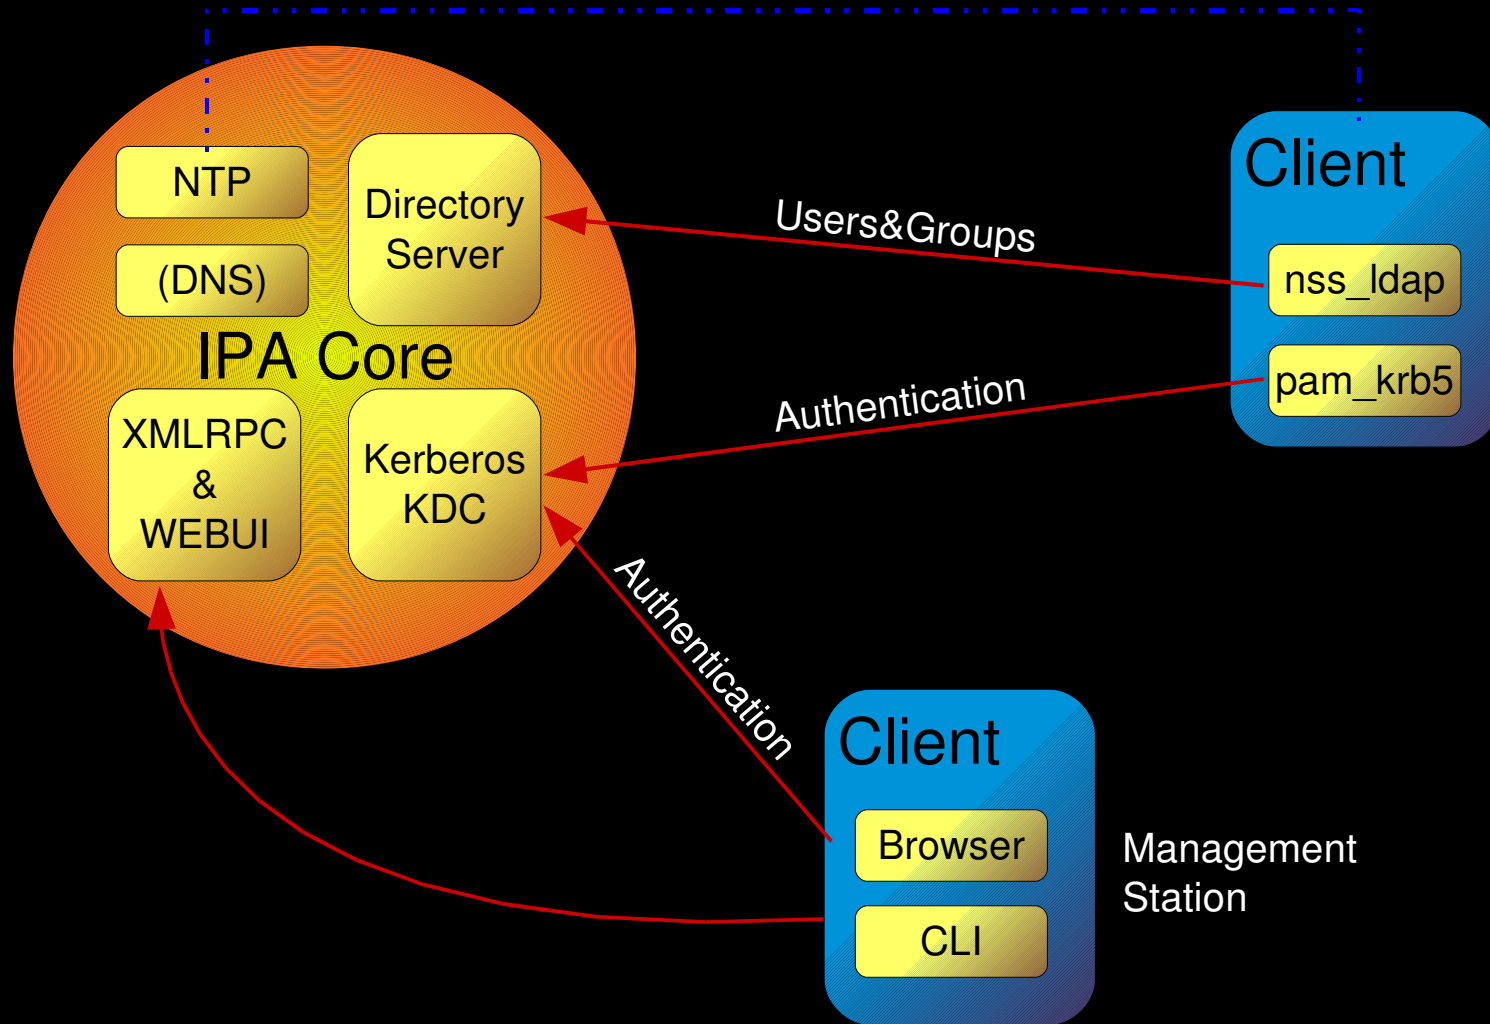 NTP
Directory
Server
(DNS)
IPA Core
XMLRPC
&
WEBUI
Kerberos
KDC
Users&Groups
Authentication
Authentication
Client
nss_ldap
pam_krb5
Client
Browser
CLI
Management
Station